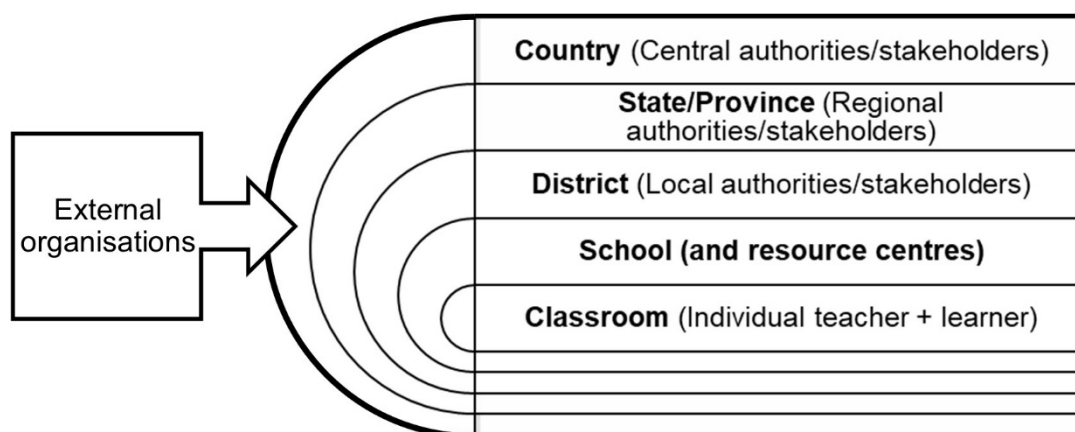 External
organisations
Country (Central authorities/stakeholders)
State/Province (Regional
authorities/stakeholders)
District (Local authorities/stakeholders)
School (and resource centres)
Classroom (Individual teacher + learner)